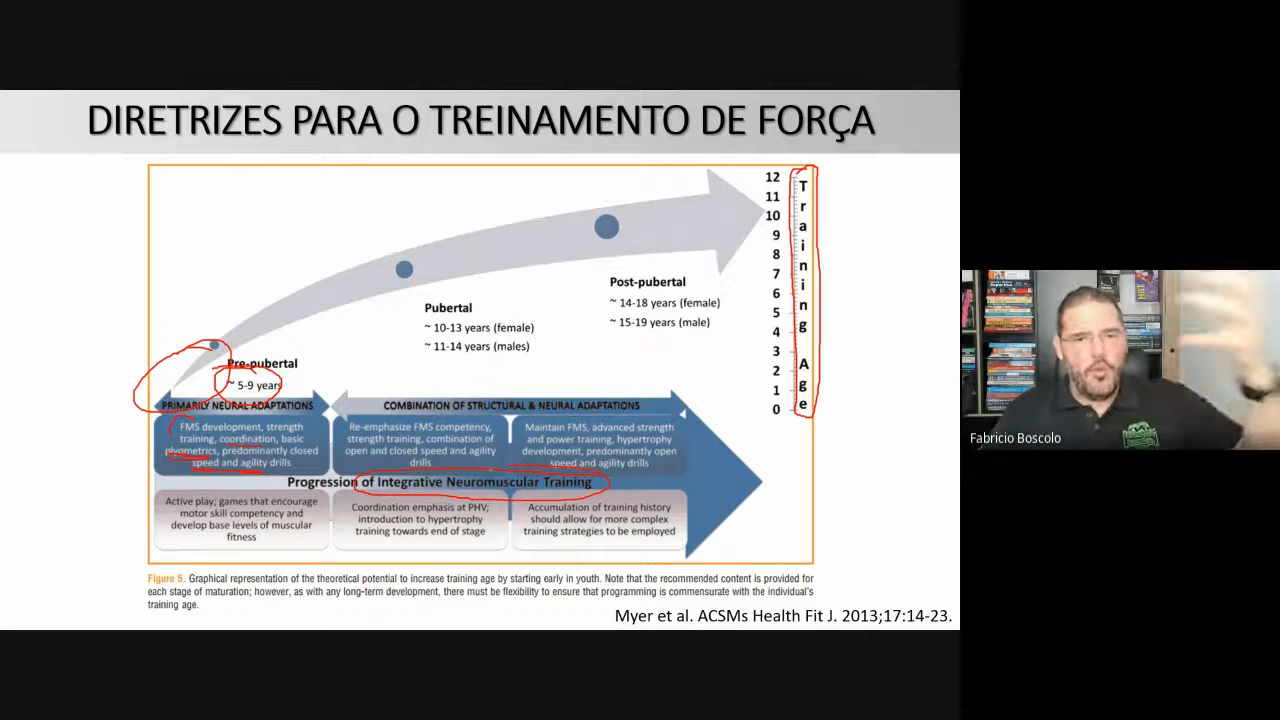 DIRETRIZES PARA O TREINAMENTO DE FORÇA
12
11
10
9
8
7
6
5
4
3
2
1
0
Training Age
Post-pubertal
~ 14-18 years (female)
~ 15-19 years (male)
Pubertal
~ 10-13 years (female)
~ 11-14 years (males)
Pre-pubertal
~ 5-9 years
PRIMARILY NEURAL ADAPTATIONS
COMBINATION OF STRUCTURAL & NEURAL ADAPTATIONS
FMS development, strength
training, coordination, basic
plyometrics, predominantly closed
speed and agility drills
Re-emphasize FMS competency,
strength training, combination of
open and closed speed and agility
drills
Maintain FMS, advanced strength
and power training, hypertrophy
development, predominantly open
speed and agility drills
Progression of Integrative Neuromuscular Training
Active play; games that encourage
motor skill competency and
develop base levels of muscular
fitness
Coordination emphasis at PHV;
introduction to hypertrophy
training towards end of stage
Accumulation of training history
should allow for more complex
training strategies to be employed
Figure 5. Graphical representation of the theoretical potential to increase training age by starting early in youth. Note that the recommended content is provided for
each stage of maturation; however, as with any long-term development, there must be flexibility to ensure that programming is commensurate with the individual's
training age.
Myer et al. ACSMs Health Fit J. 2013;17:14-23.
Fabricio Boscolo